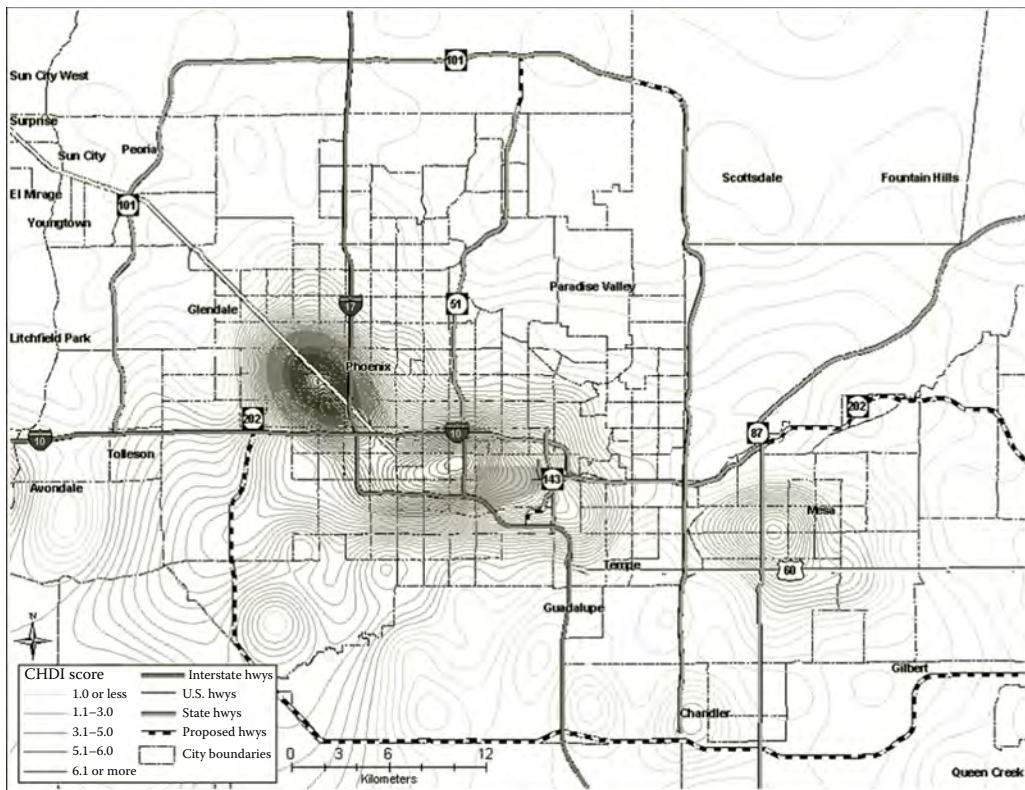 101
Sun City West
Surprise
Peoria
Sun City
Scottsdale
Fountain Hills
El Mirage
101
Youngtown
Paradise Valley
Glendale
17
51
Litchfield Park
Phoenix
202
202
10
10
87
Tolleson
143
Avondale
Mesa
Tempe
60
Guadalupe
N
Gilbert
CHDI score
1.0 or less
1.1–3.0
3.1–5.0
5.1–6.0
6.1 or more
Interstate hwys
U.S. hwys
State hwys
Proposed hwys
City boundaries
Chandler
0 3 6 12
Kilometers
Queen Creek